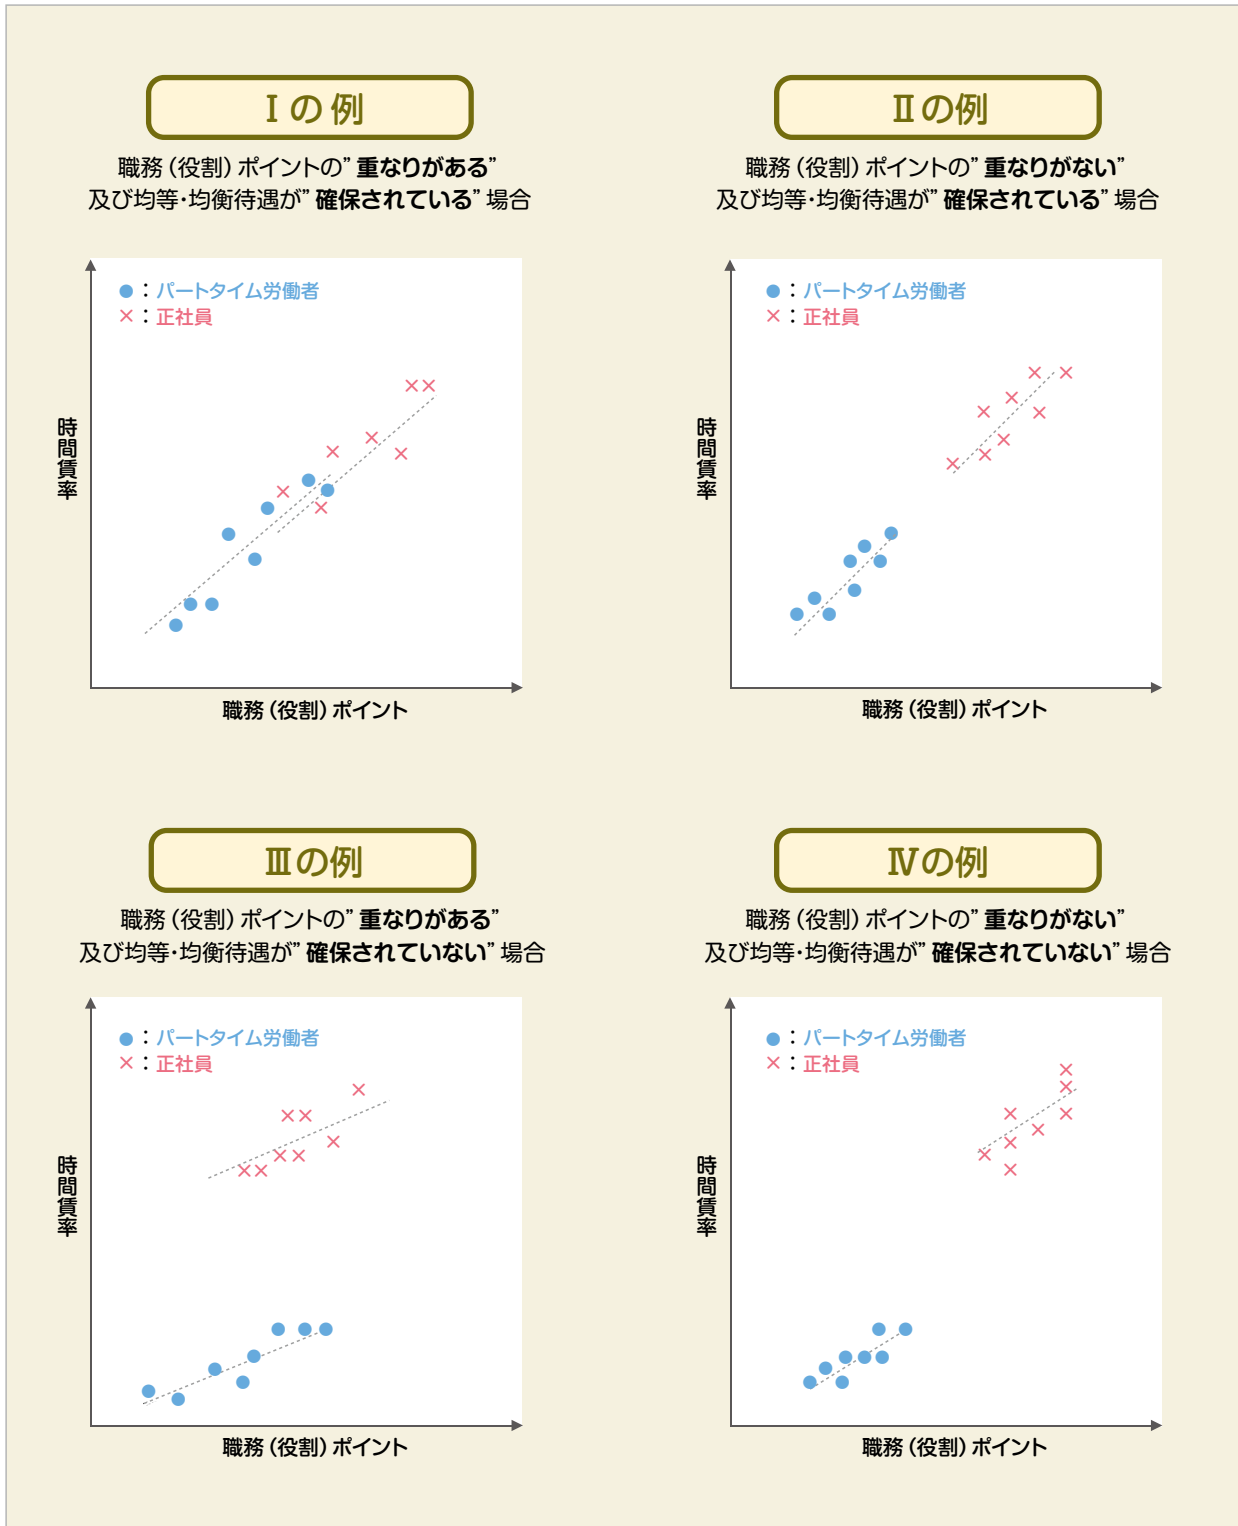 Ⅰの例
職務（役割）ポイントの”重なりがある”
及び均等・均衡待遇が”確保されている”場合
●：パートタイム労働者
×：正社員
時間賃率
職務（役割）ポイント
Ⅱの例
職務（役割）ポイントの”重なりがない”
及び均等・均衡待遇が”確保されている”場合
●：パートタイム労働者
×：正社員
時間賃率
職務（役割）ポイント
Ⅲの例
職務（役割）ポイントの”重なりがある”
及び均等・均衡待遇が”確保されていない”場合
●：パートタイム労働者
×：正社員
時間賃率
職務（役割）ポイント
Ⅳの例
職務（役割）ポイントの”重なりがない”
及び均等・均衡待遇が”確保されていない”場合
●：パートタイム労働者
×：正社員
時間賃率
職務（役割）ポイント